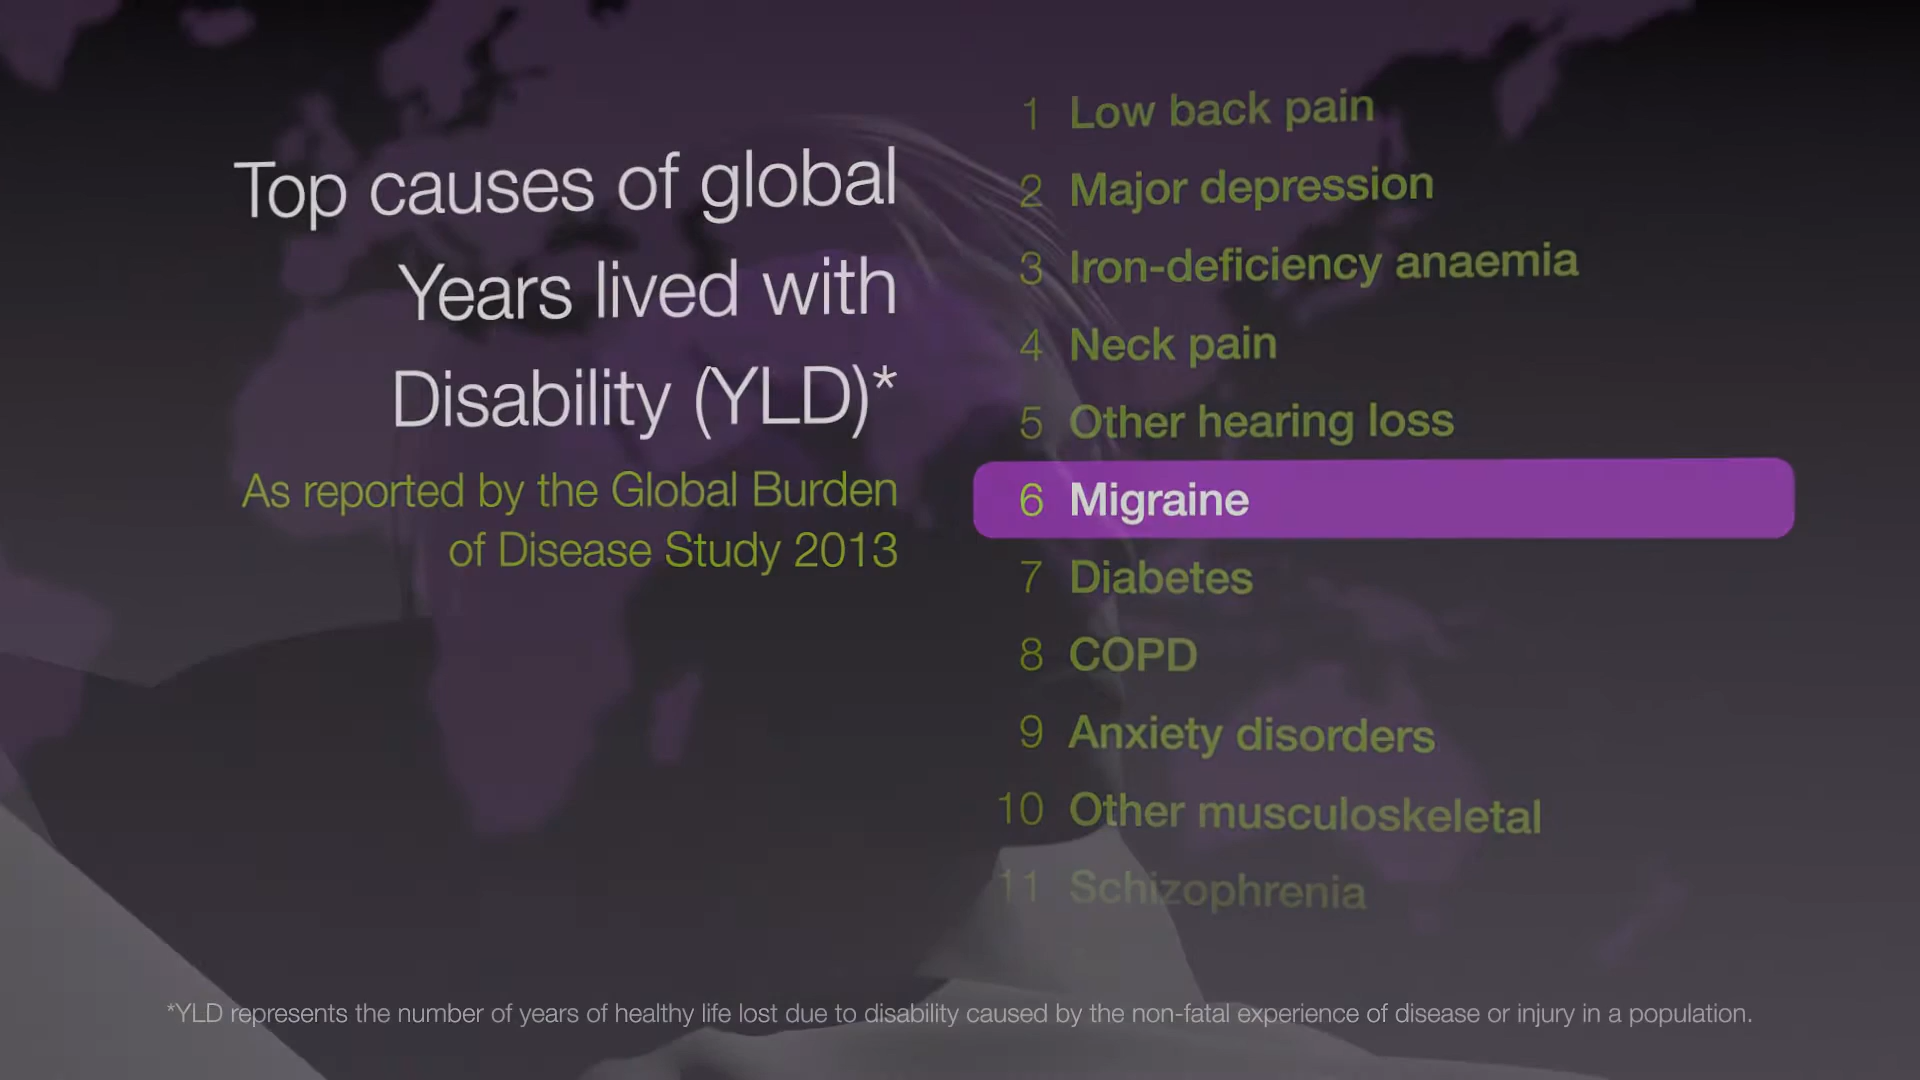 Top causes of global
Years lived with
Disability (YLD)*
As reported by the Global Burden
of Disease Study 2013
1 Low back pain
2 Major depression
3 Iron-deficiency anaemia
4 Neck pain
5 Other hearing loss
6 Migraine
7 Diabetes
8 COPD
9 Anxiety disorders
10 Other musculoskeletal
11 Schizophrenia
*YLD represents the number of years of healthy life lost due to disability caused by the non-fatal experience of disease or injury in a population.